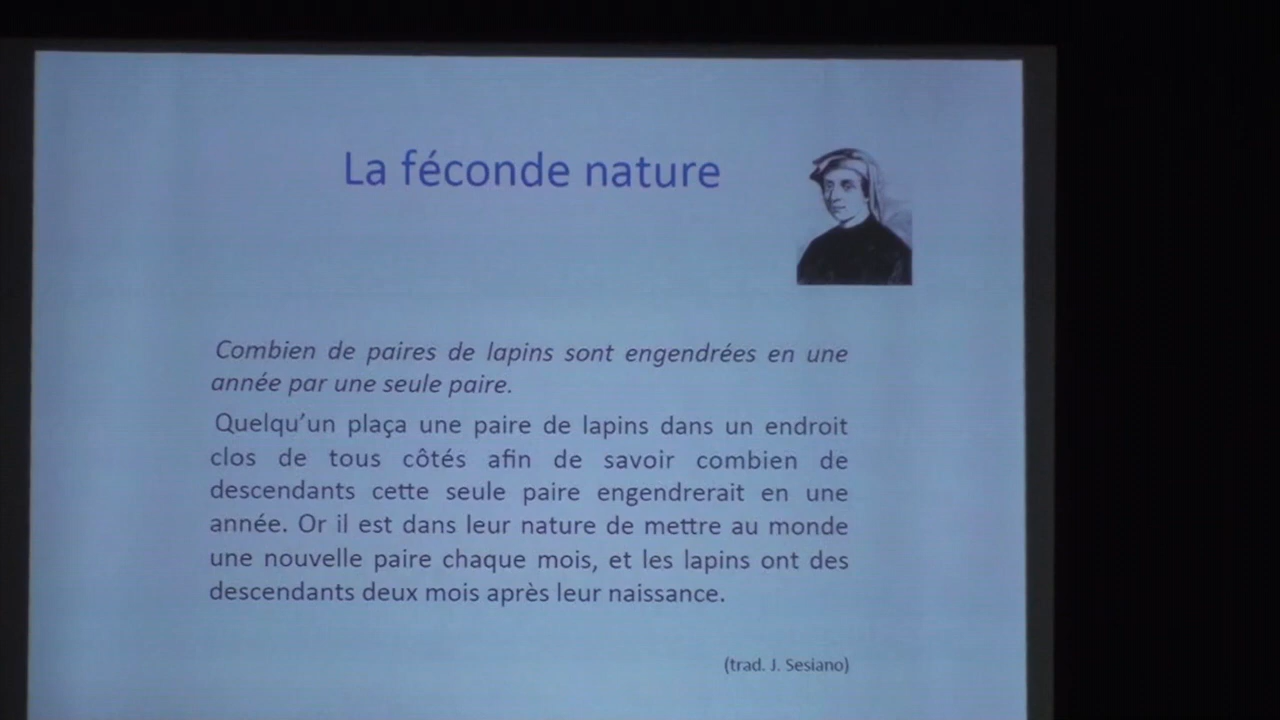 La féconde nature
Combien de paires de lapins sont engendrées en une
année par une seule paire.
Quelqu’un plaça une paire de lapins dans un endroit
clos de tous côtés afin de savoir combien de
descendants cette seule paire engendrerait en une
année. Or il est dans leur nature de mettre au monde
une nouvelle paire chaque mois, et les lapins ont des
descendants deux mois après leur naissance.
(trad. J. Sesiano)